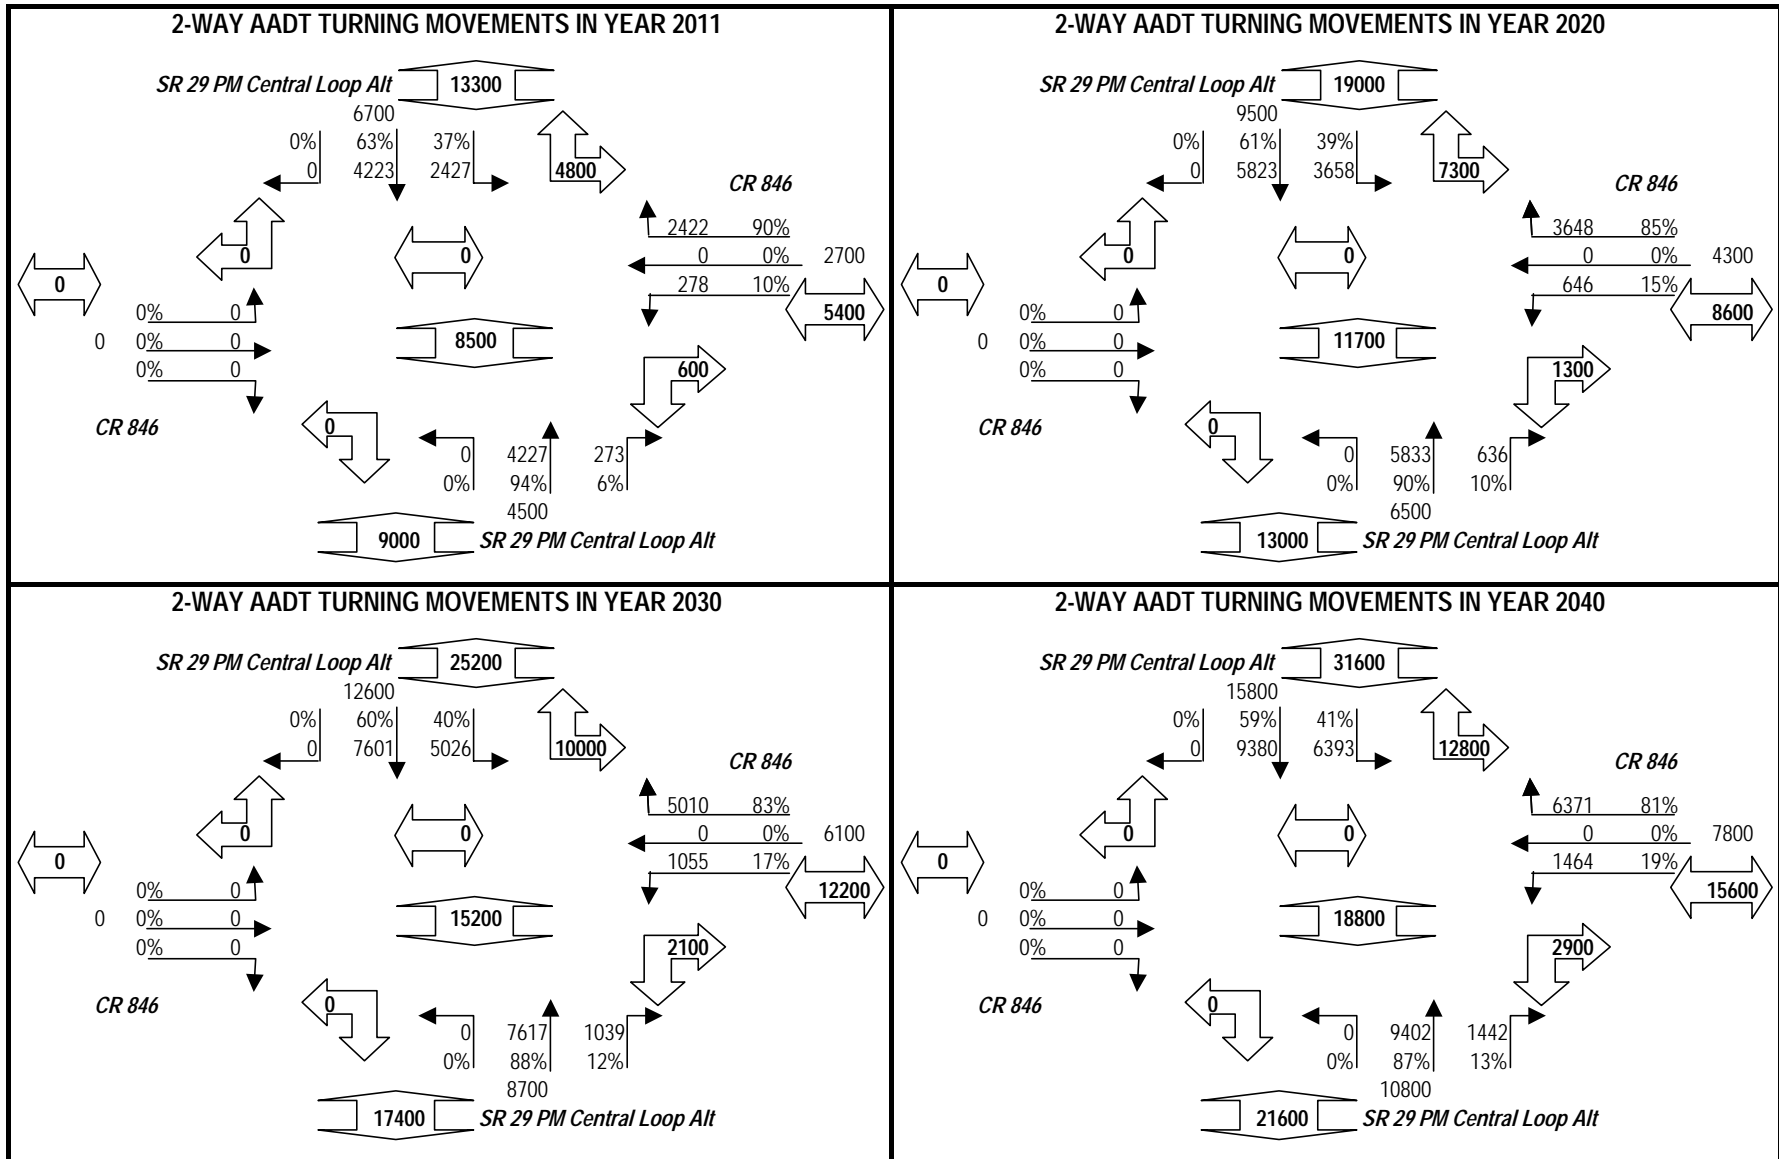 2-WAY AADT TURNING MOVEMENTS IN YEAR 2011
SR 29 PM Central Loop Alt 13300
6700
0% 63% 37%
0 4223 2427 4800
CR 846
2422 90%
0 0 0 0% 2700
0 278 10%
5400
0% 0
0 0% 0 8500
0% 0 600
CR 846 0
0 4227 273
0% 94% 6%
4500
9000 SR 29 PM Central Loop Alt
2-WAY AADT TURNING MOVEMENTS IN YEAR 2020
SR 29 PM Central Loop Alt 19000
9500
0% 61% 39%
0 5823 3658 7300
CR 846
3648 85%
0 0 0 0% 4300
0 646 15%
8600
0% 0
0 0% 0 11700
0% 0 1300
CR 846 0
0 5833 636
0% 90% 10%
6500
13000 SR 29 PM Central Loop Alt
2-WAY AADT TURNING MOVEMENTS IN YEAR 2030
SR 29 PM Central Loop Alt 25200
12600
0% 60% 40%
0 7601 5026 10000
CR 846
5010 83%
0 0 0 0% 6100
0 1055 17%
12200
0% 0
0 0% 0 15200
0% 0 2100
CR 846 0
0 7617 1039
0% 88% 12%
8700
17400 SR 29 PM Central Loop Alt
2-WAY AADT TURNING MOVEMENTS IN YEAR 2040
SR 29 PM Central Loop Alt 31600
15800
0% 59% 41%
0 9380 6393 12800
CR 846
6371 81%
0 0 0 0% 7800
0 1464 19%
15600
0% 0
0 0% 0 18800
0% 0 2900
CR 846 0
0 9402 1442
0% 87% 13%
10800
21600 SR 29 PM Central Loop Alt